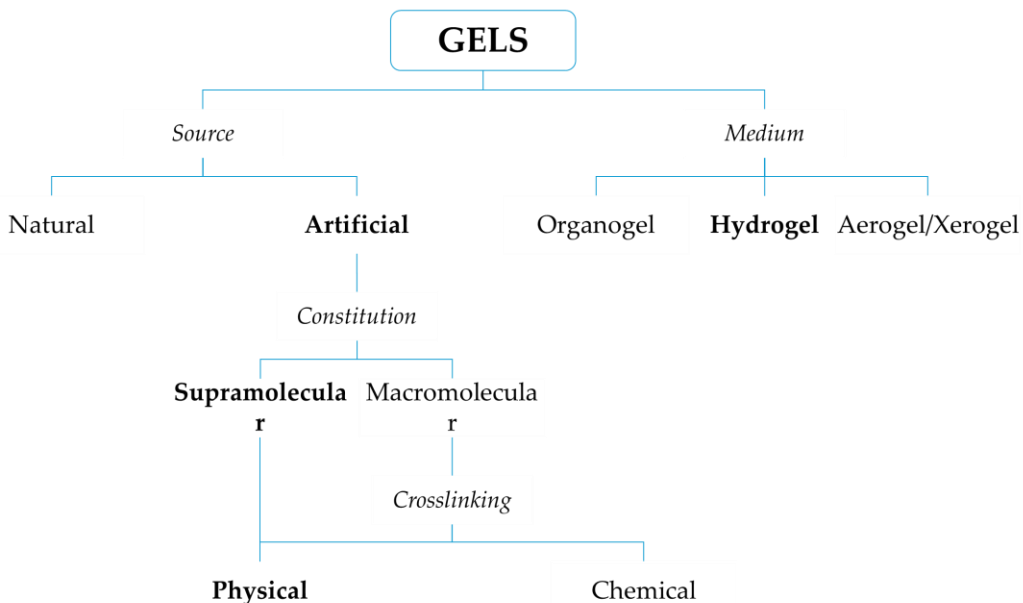 GELS
Source
Medium
Natural
Artificial
Organogel
Hydrogel
Aerogel/Xerogel
Constitution
Supramolecula
r
Macromolecula
r
Crosslinking
Physical
Chemical